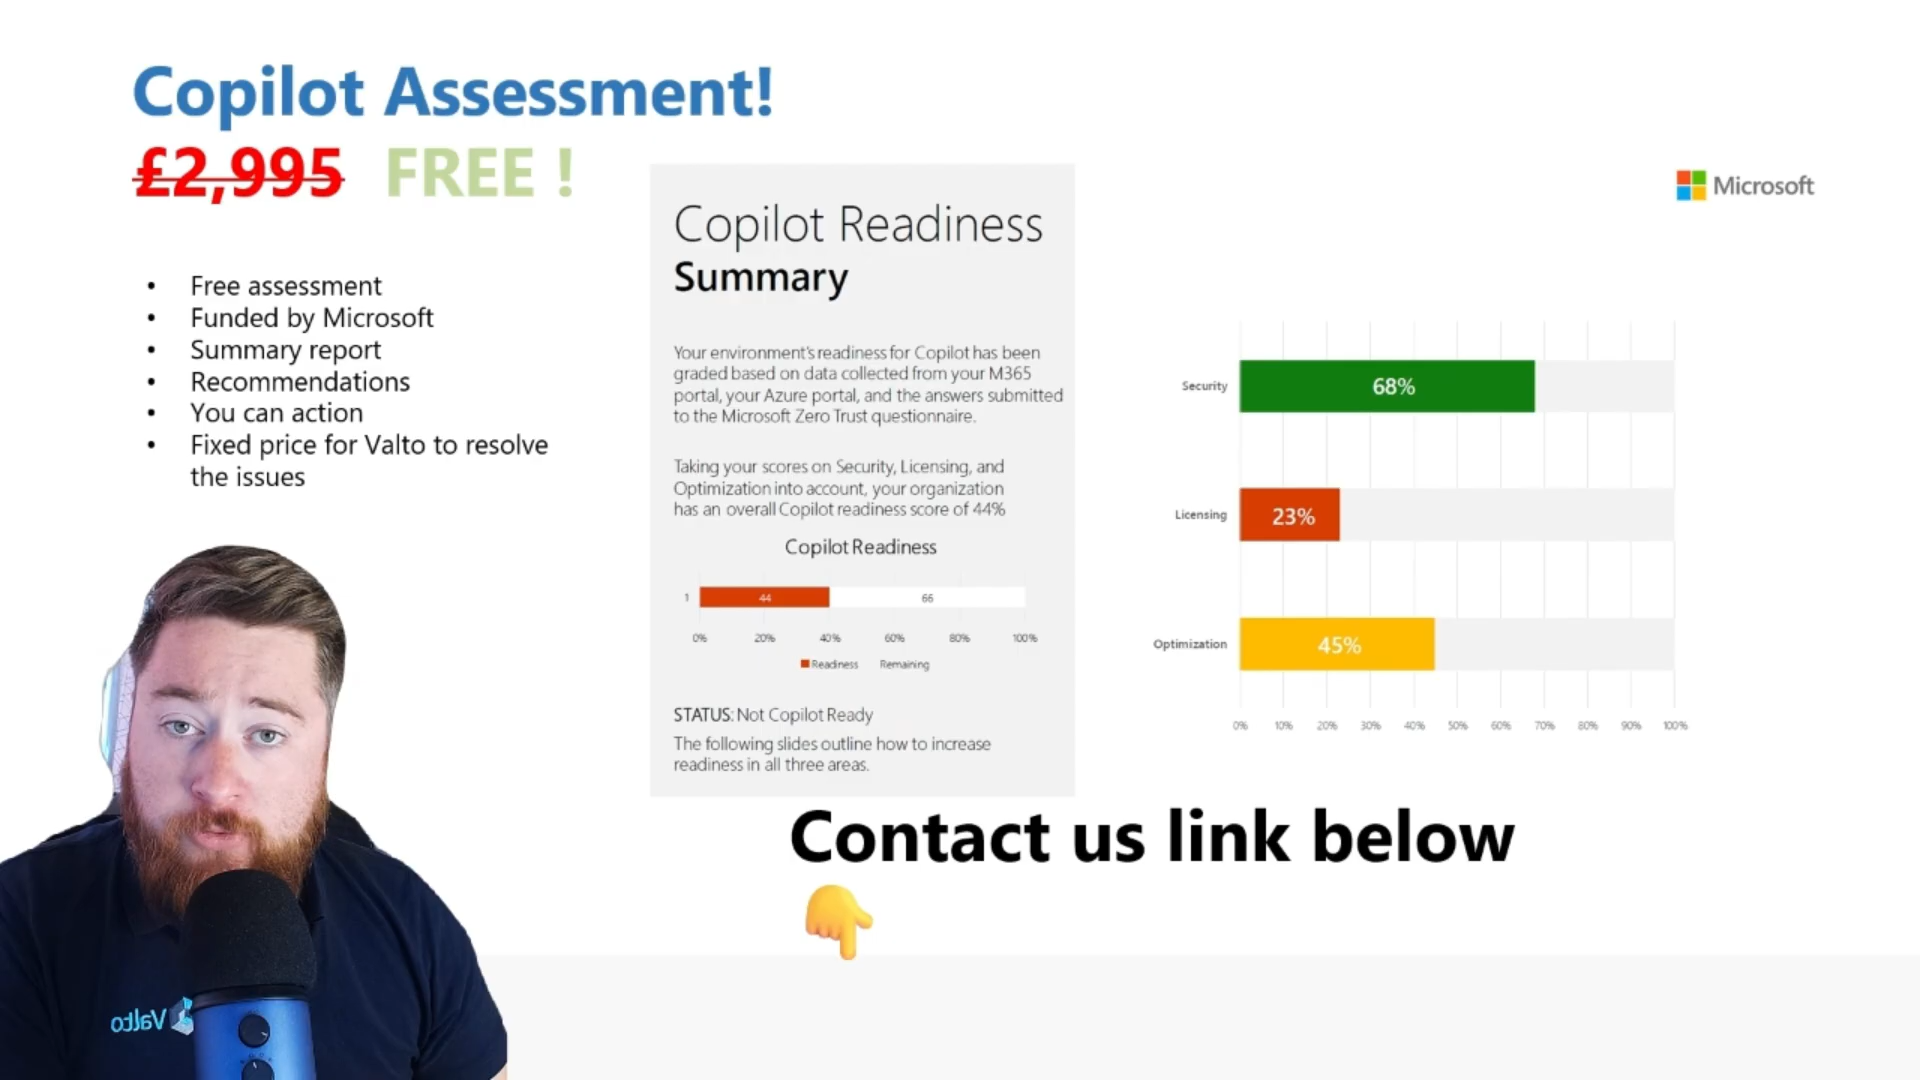 Copilot Assessment!
£2,995 FREE !
• Free assessment
• Funded by Microsoft
• Summary report
• Recommendations
• You can action
• Fixed price for Valto to resolve
the issues
Copilot Readiness
Summary
Your environment's readiness for Copilot has been
graded based on data collected from your M365
portal, your Azure portal, and the answers submitted
to the Microsoft Zero Trust questionnaire.
Taking your scores on Security, Licensing, and
Optimization into account, your organization
has an overall Copilot readiness score of 44%
Copilot Readiness
1 44 66
0% 20% 40% 60% 80% 100%
Readiness Remaining
STATUS: Not Copilot Ready
The following slides outline how to increase
readiness in all three areas.
Microsoft
Security 68%
Licensing 23%
Optimization 45%
0% 10% 20% 30% 40% 50% 60% 70% 80% 90% 100%
Contact us link below
Valto